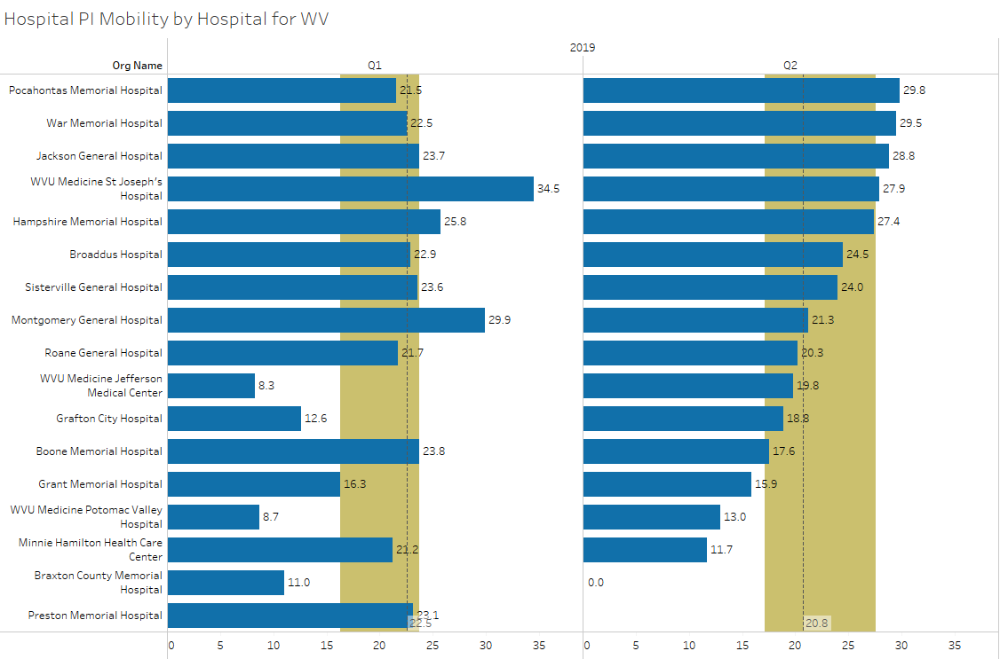 Hospital PI Mobility by Hospital for WV
2019
Org Name Q1 Q2
Pocahontas Memorial Hospital 21.5 29.8
War Memorial Hospital 22.5 29.5
Jackson General Hospital 23.7 28.8
WVU Medicine St Joseph's
Hospital 34.5 27.9
Hampshire Memorial Hospital 25.8 27.4
Broaddus Hospital 22.9 24.5
Sisterville General Hospital 23.6 24.0
Montgomery General Hospital 29.9 21.3
Roane General Hospital 21.7 20.3
WVU Medicine Jefferson
Medical Center 8.3 19.8
Grafton City Hospital 12.6 18.8
Boone Memorial Hospital 23.8 17.6
Grant Memorial Hospital 16.3 15.9
WVU Medicine Potomac Valley
Hospital 8.7 13.0
Minnie Hamilton Health Care
Center 21.2 11.7
Braxton County Memorial
Hospital 11.0 0.0
Preston Memorial Hospital 23.1
22.5 20.8
0 5 10 15 20 25 30 35 0 5 10 15 20 25 30 35